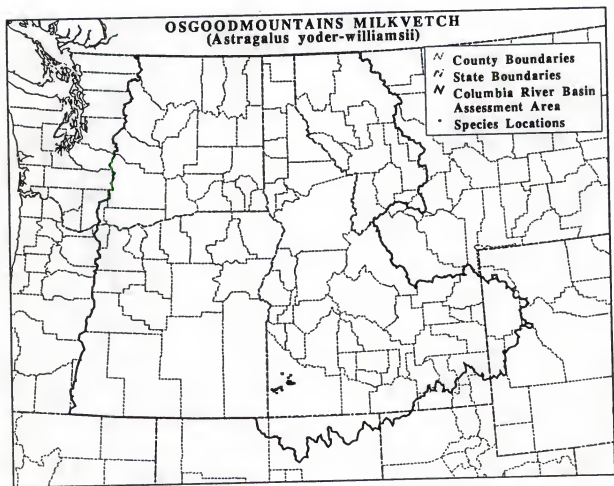 OSGOODMOUNTAINS MILKVETCH
(Astragalus yoder-williamsii)
County Boundaries
State Boundaries
Columbia River Basin
Assessment Area
Species Locations